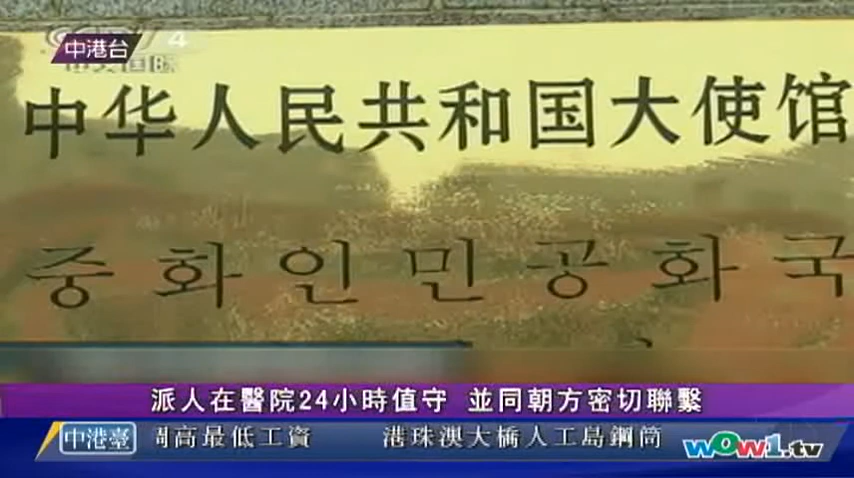 中港台
4
中华人民共和国大使馆
중화인민공화국
派人在醫院24小時值守 並同朝方密切聯繫
中港臺
調高最低工資 港珠澳大橋人工島鋼筒
wow1.tv